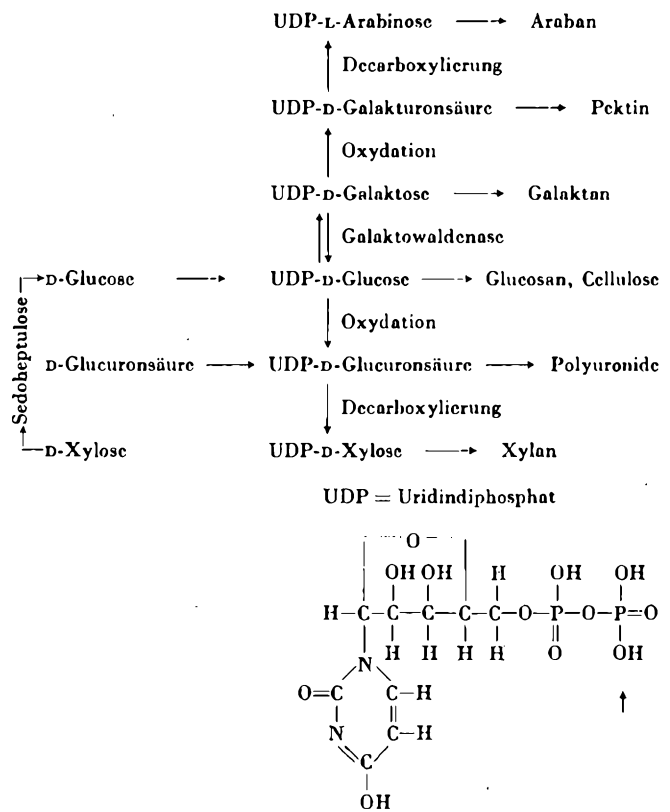 UDP-L-Arabinose → Araban
Decarboxylierung
UDP-D-Galakturonsäure → Pektin
Oxydation
UDP-D-Galaktose → Galaktan
Galaktowaldenase
D-Glucose → UDP-D-Glucose → Glucosan, Cellulose
Oxydation
Sedoheptulose
D-Glucuronsäure → UDP-D-Glucuronsäure → Polyuronide
Decarboxylierung
D-Xylose UDP-D-Xylose → Xylan
UDP = Uridindiphosphat
O
OH OH H OH OH
H–C–C–C–C–C–O–P–O–P=O
H H H H O OH
N
O=C C–H
N C–H
C
OH